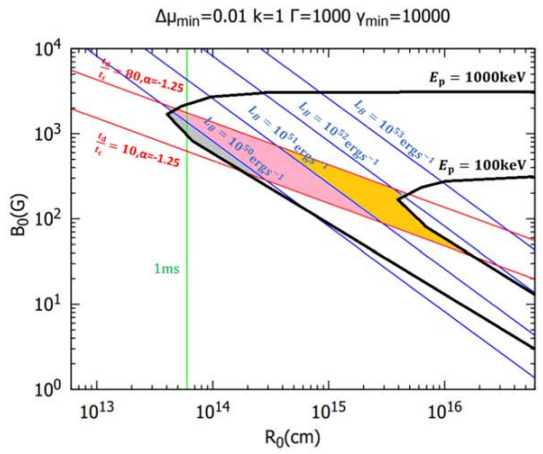 Δμmin=0.01 k=1 Γ=1000 γmin=10000
B0(G)
10^4
10^3
10^2
10^1
10^0
td/tc = 80,α=-1.25
td/tc = 10,α=-1.25
1ms
LB = 10^50 ergs^-1
LB = 10^51 ergs^-1
LB = 10^52 ergs^-1
LB = 10^53 ergs^-1
Ep = 1000keV
Ep = 100keV
10^13
10^14
10^15
10^16
R0(cm)